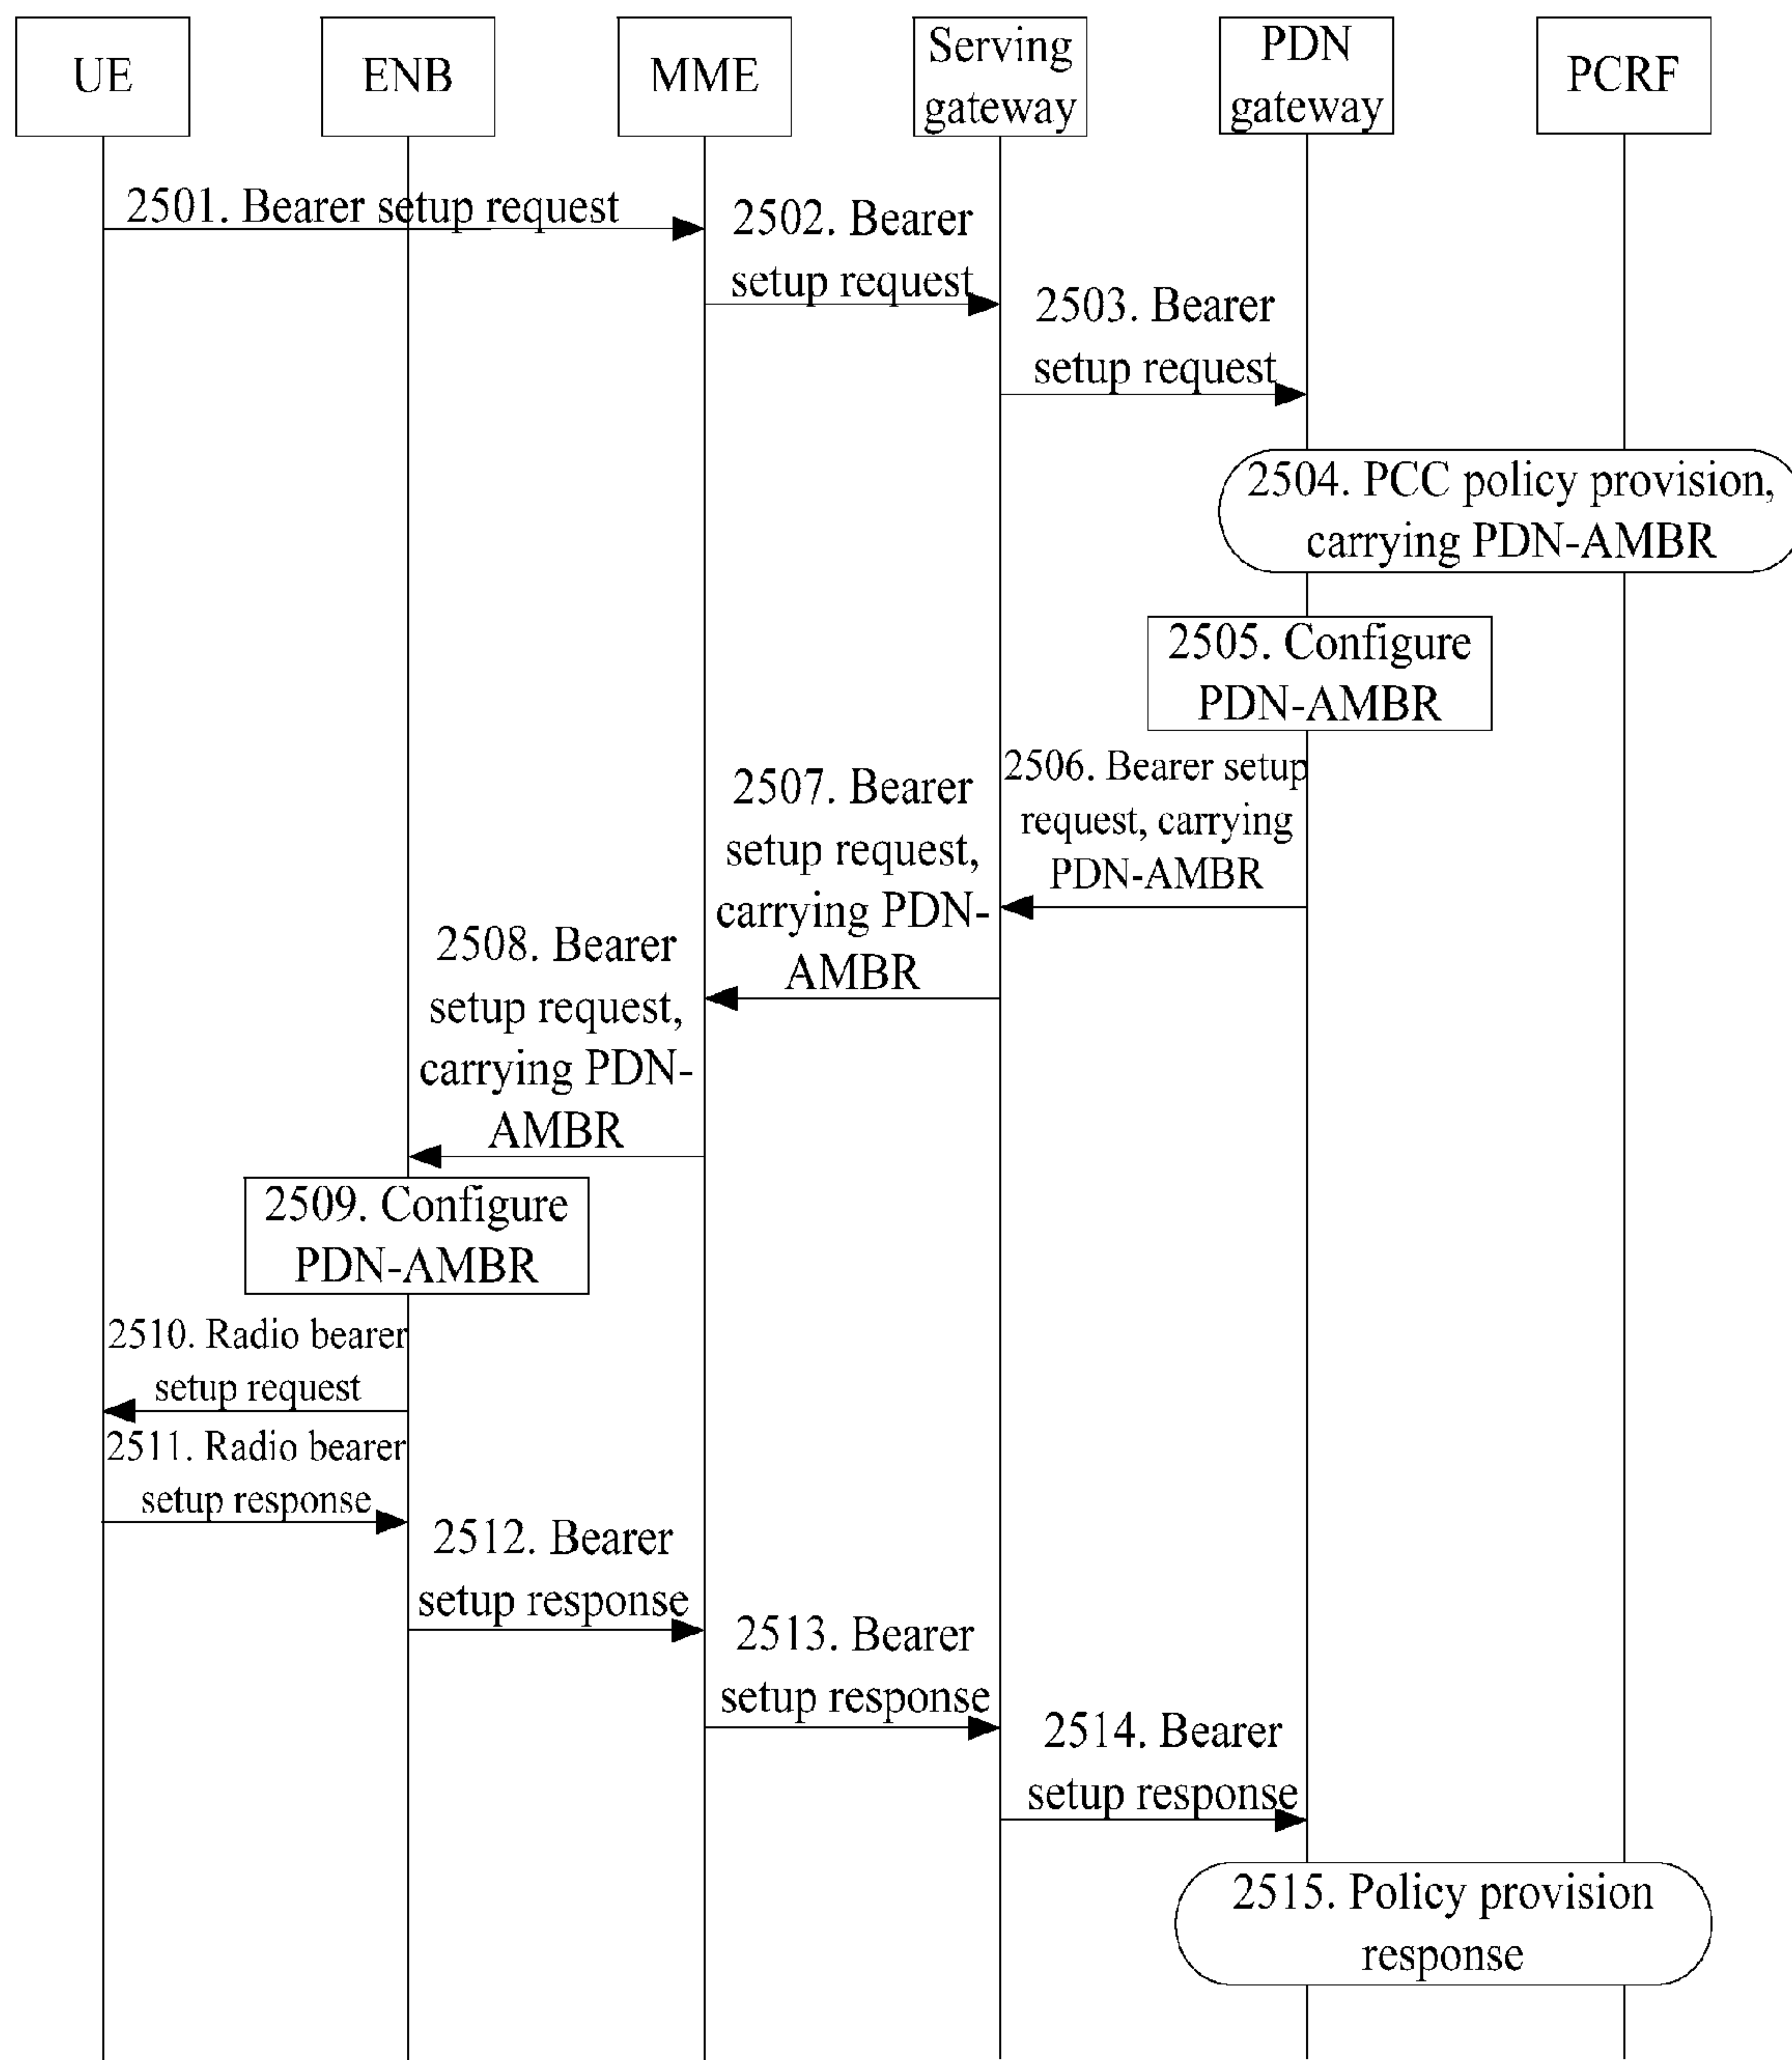 UE
ENB
MME
Serving
gateway
PDN
gateway
PCRF
2501. Bearer setup request
2502. Bearer
setup request
2503. Bearer
setup request
2504. PCC policy provision,
carrying PDN-AMBR
2505. Configure
PDN-AMBR
2506. Bearer setup
request, carrying
PDN-AMBR
2507. Bearer
setup request,
carrying PDN-
AMBR
2508. Bearer
setup request,
carrying PDN-
AMBR
2509. Configure
PDN-AMBR
2510. Radio bearer
setup request
2511. Radio bearer
setup response
2512. Bearer
setup response
2513. Bearer
setup response
2514. Bearer
setup response
2515. Policy provision
response